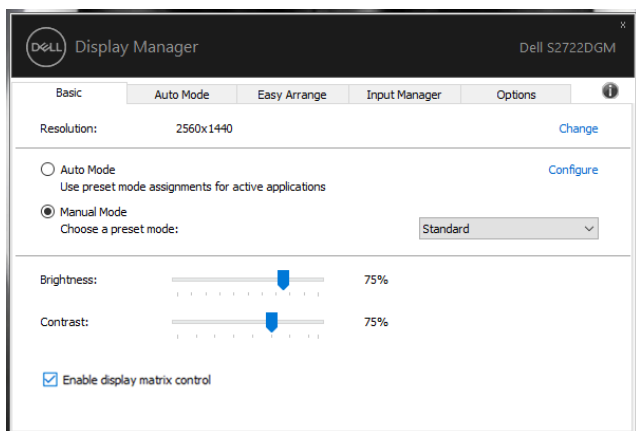 x
DELL Display Manager Dell S2722DGM
Basic Auto Mode Easy Arrange Input Manager Options i
Resolution: 2560x1440 Change
Auto Mode Configure
Use preset mode assignments for active applications
Manual Mode
Choose a preset mode: Standard
Brightness: 75%
Contrast: 75%
Enable display matrix control